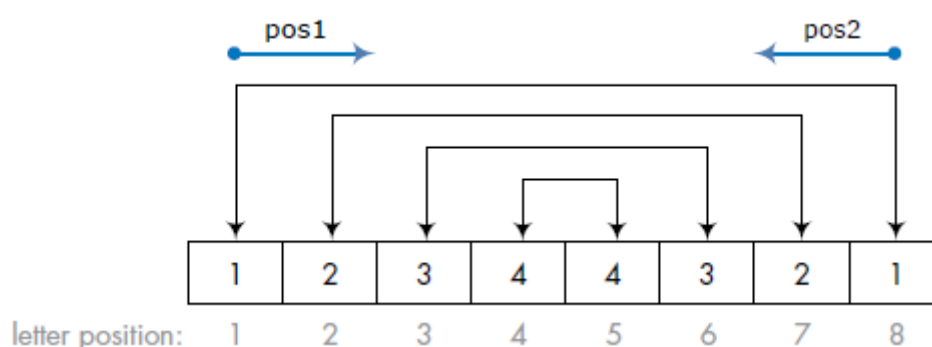 pos1 pos2
1 2 3 4 4 3 2 1
letter position: 1 2 3 4 5 6 7 8